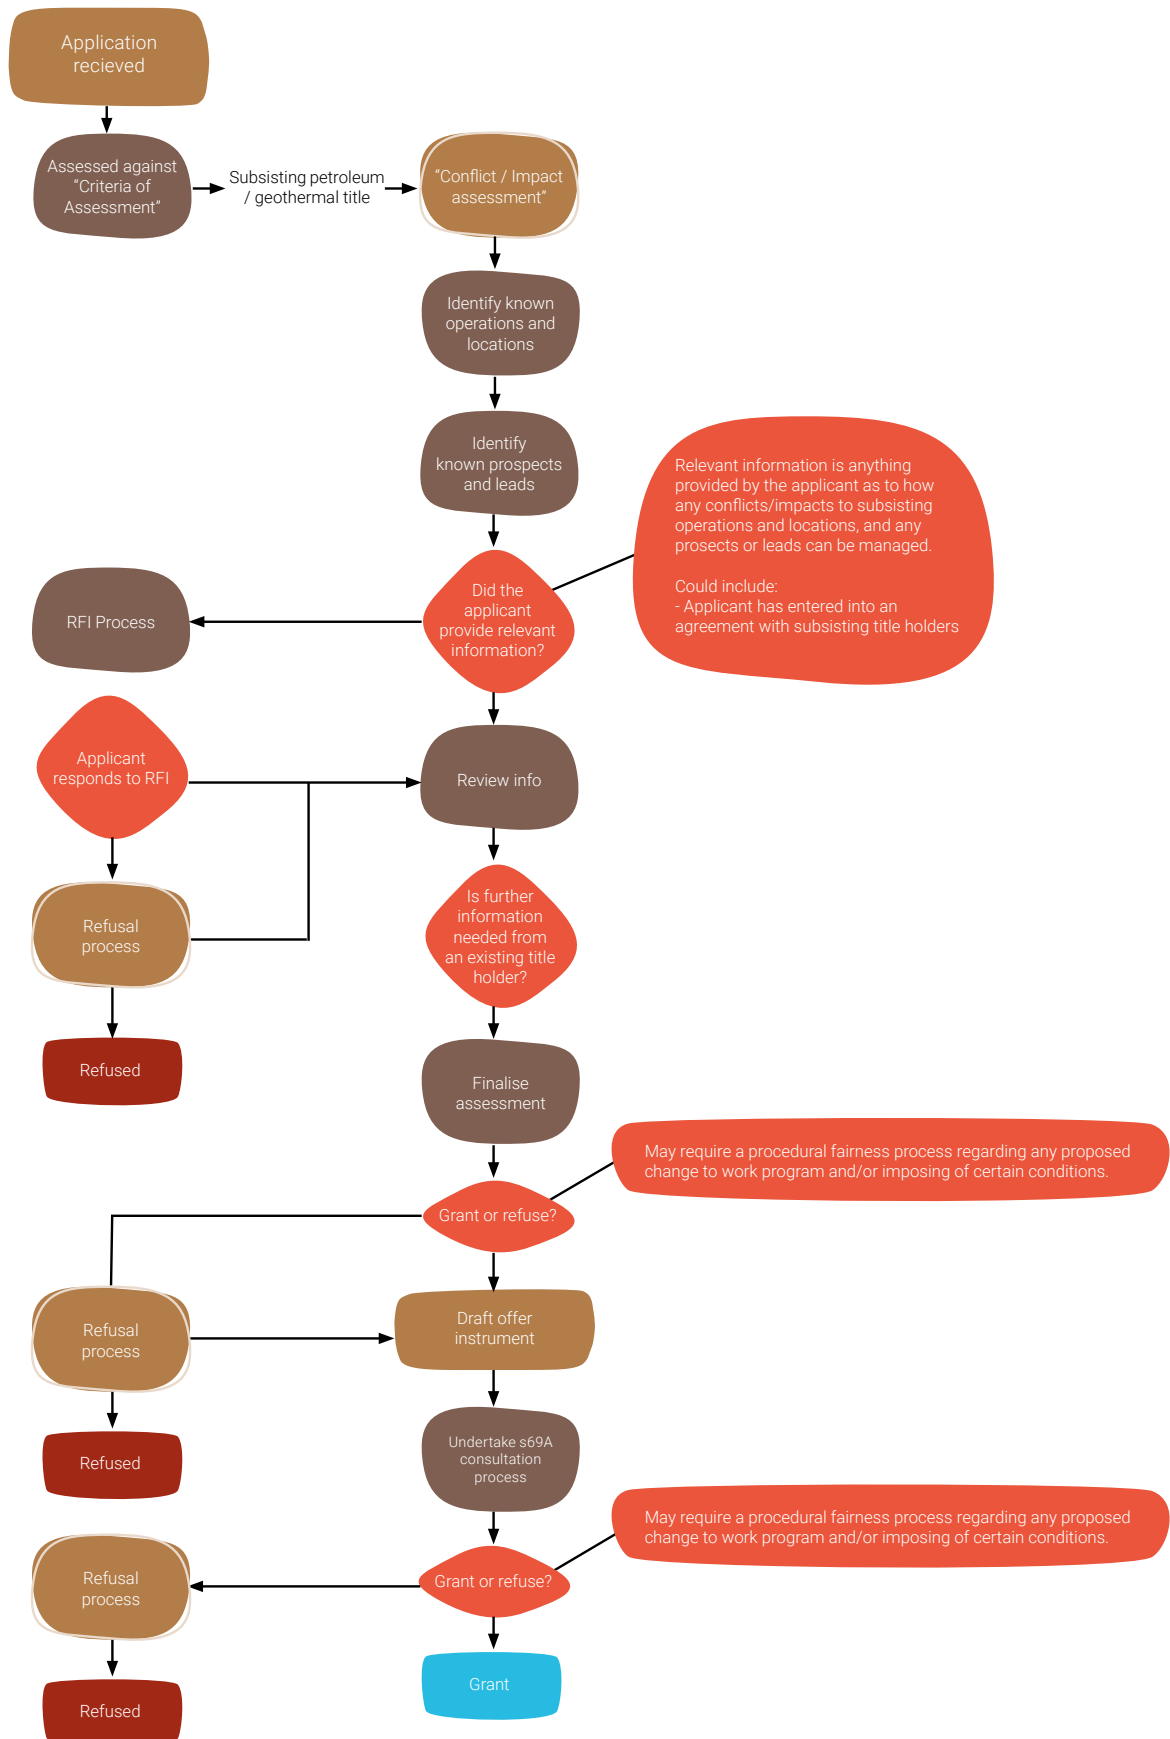 Application
recieved
Assessed against
“Criteria of
Assessment”
Subsisting petroleum
/ geothermal title
“Conflict / Impact
assessment”
Identify known
operations and
locations
Identify
known prospects
and leads
Relevant information is anything
provided by the applicant as to how
any conflicts/impacts to subsisting
operations and locations, and any
prosects or leads can be managed.
Could include:
- Applicant has entered into an
agreement with subsisting title holders
Did the
applicant
provide relevant
information?
RFI Process
Applicant
responds to RFI
Review info
Refusal
process
Is further
information
needed from
an existing title
holder?
Refused
Finalise
assessment
May require a procedural fairness process regarding any proposed
change to work program and/or imposing of certain conditions.
Grant or refuse?
Refusal
process
Draft offer
instrument
Refused
Undertake s69A
consultation
process
May require a procedural fairness process regarding any proposed
change to work program and/or imposing of certain conditions.
Grant or refuse?
Refusal
process
Grant
Refused